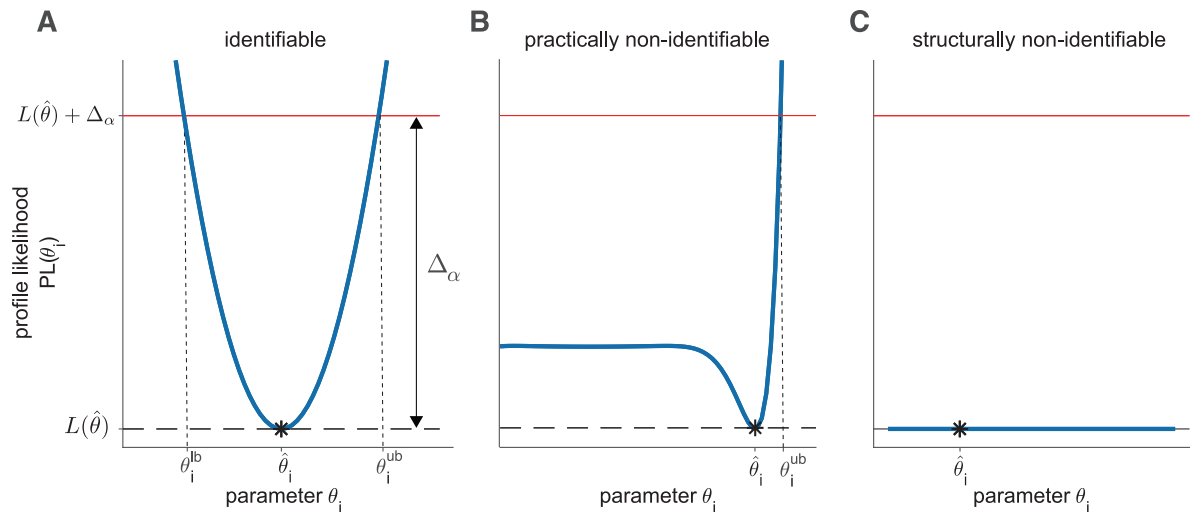 A
identifiable
L(θ̂) + Δα
profile likelihood
PL(θi)
Δα
L(θ̂)
θi^lb
θ̂i
θi^ub
parameter θi
B
practically non-identifiable
θ̂i
θi^ub
parameter θi
C
structurally non-identifiable
θ̂i
parameter θi